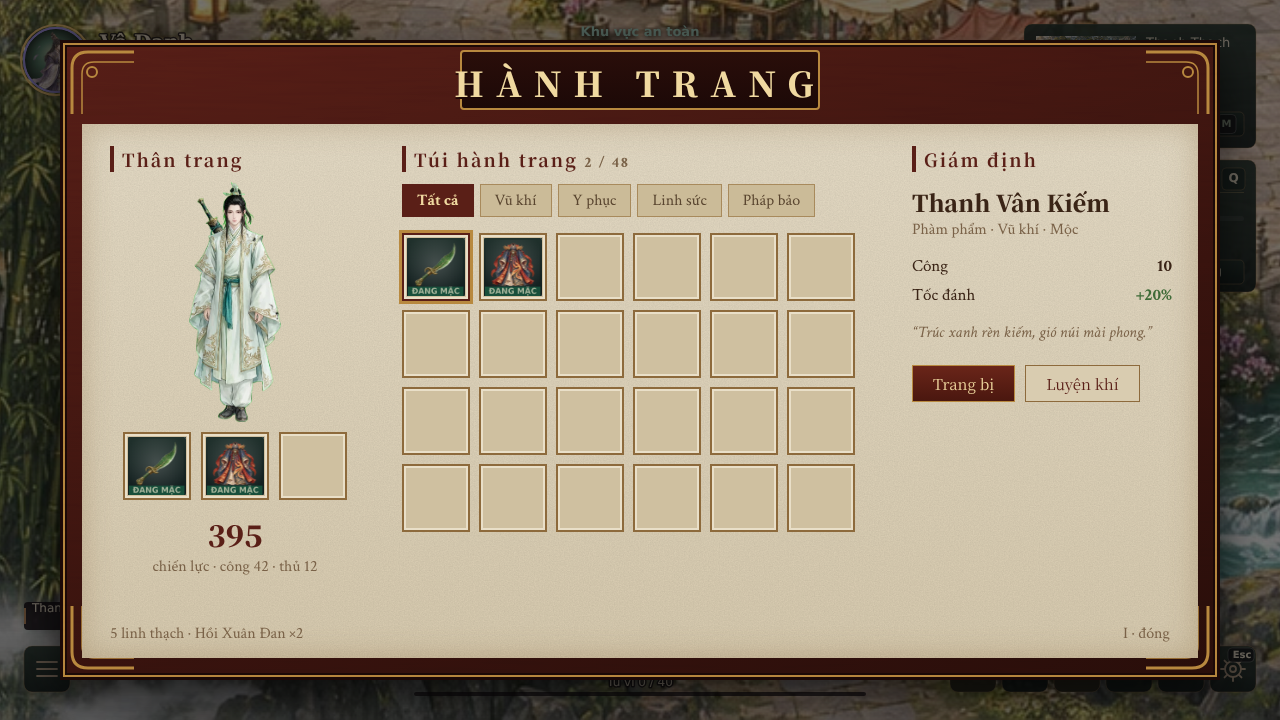 Khu vực an toàn
HÀNH TRANG
M
Q
Thân trang
ĐANG MẶC
ĐANG MẶC
395
chiến lực · công 42 · thủ 12
5 linh thạch · Hồi Xuân Đan ×2
Túi hành trang 2 / 48
Tất cả
Vũ khí
Y phục
Linh sức
Pháp bảo
ĐANG MẶC
ĐANG MẶC
Giám định
Thanh Vân Kiếm
Phàm phẩm · Vũ khí · Mộc
Công 10
Tốc đánh +20%
“Trúc xanh rèn kiếm, gió núi mài phong.”
Trang bị
Luyện khí
I · đóng
Esc